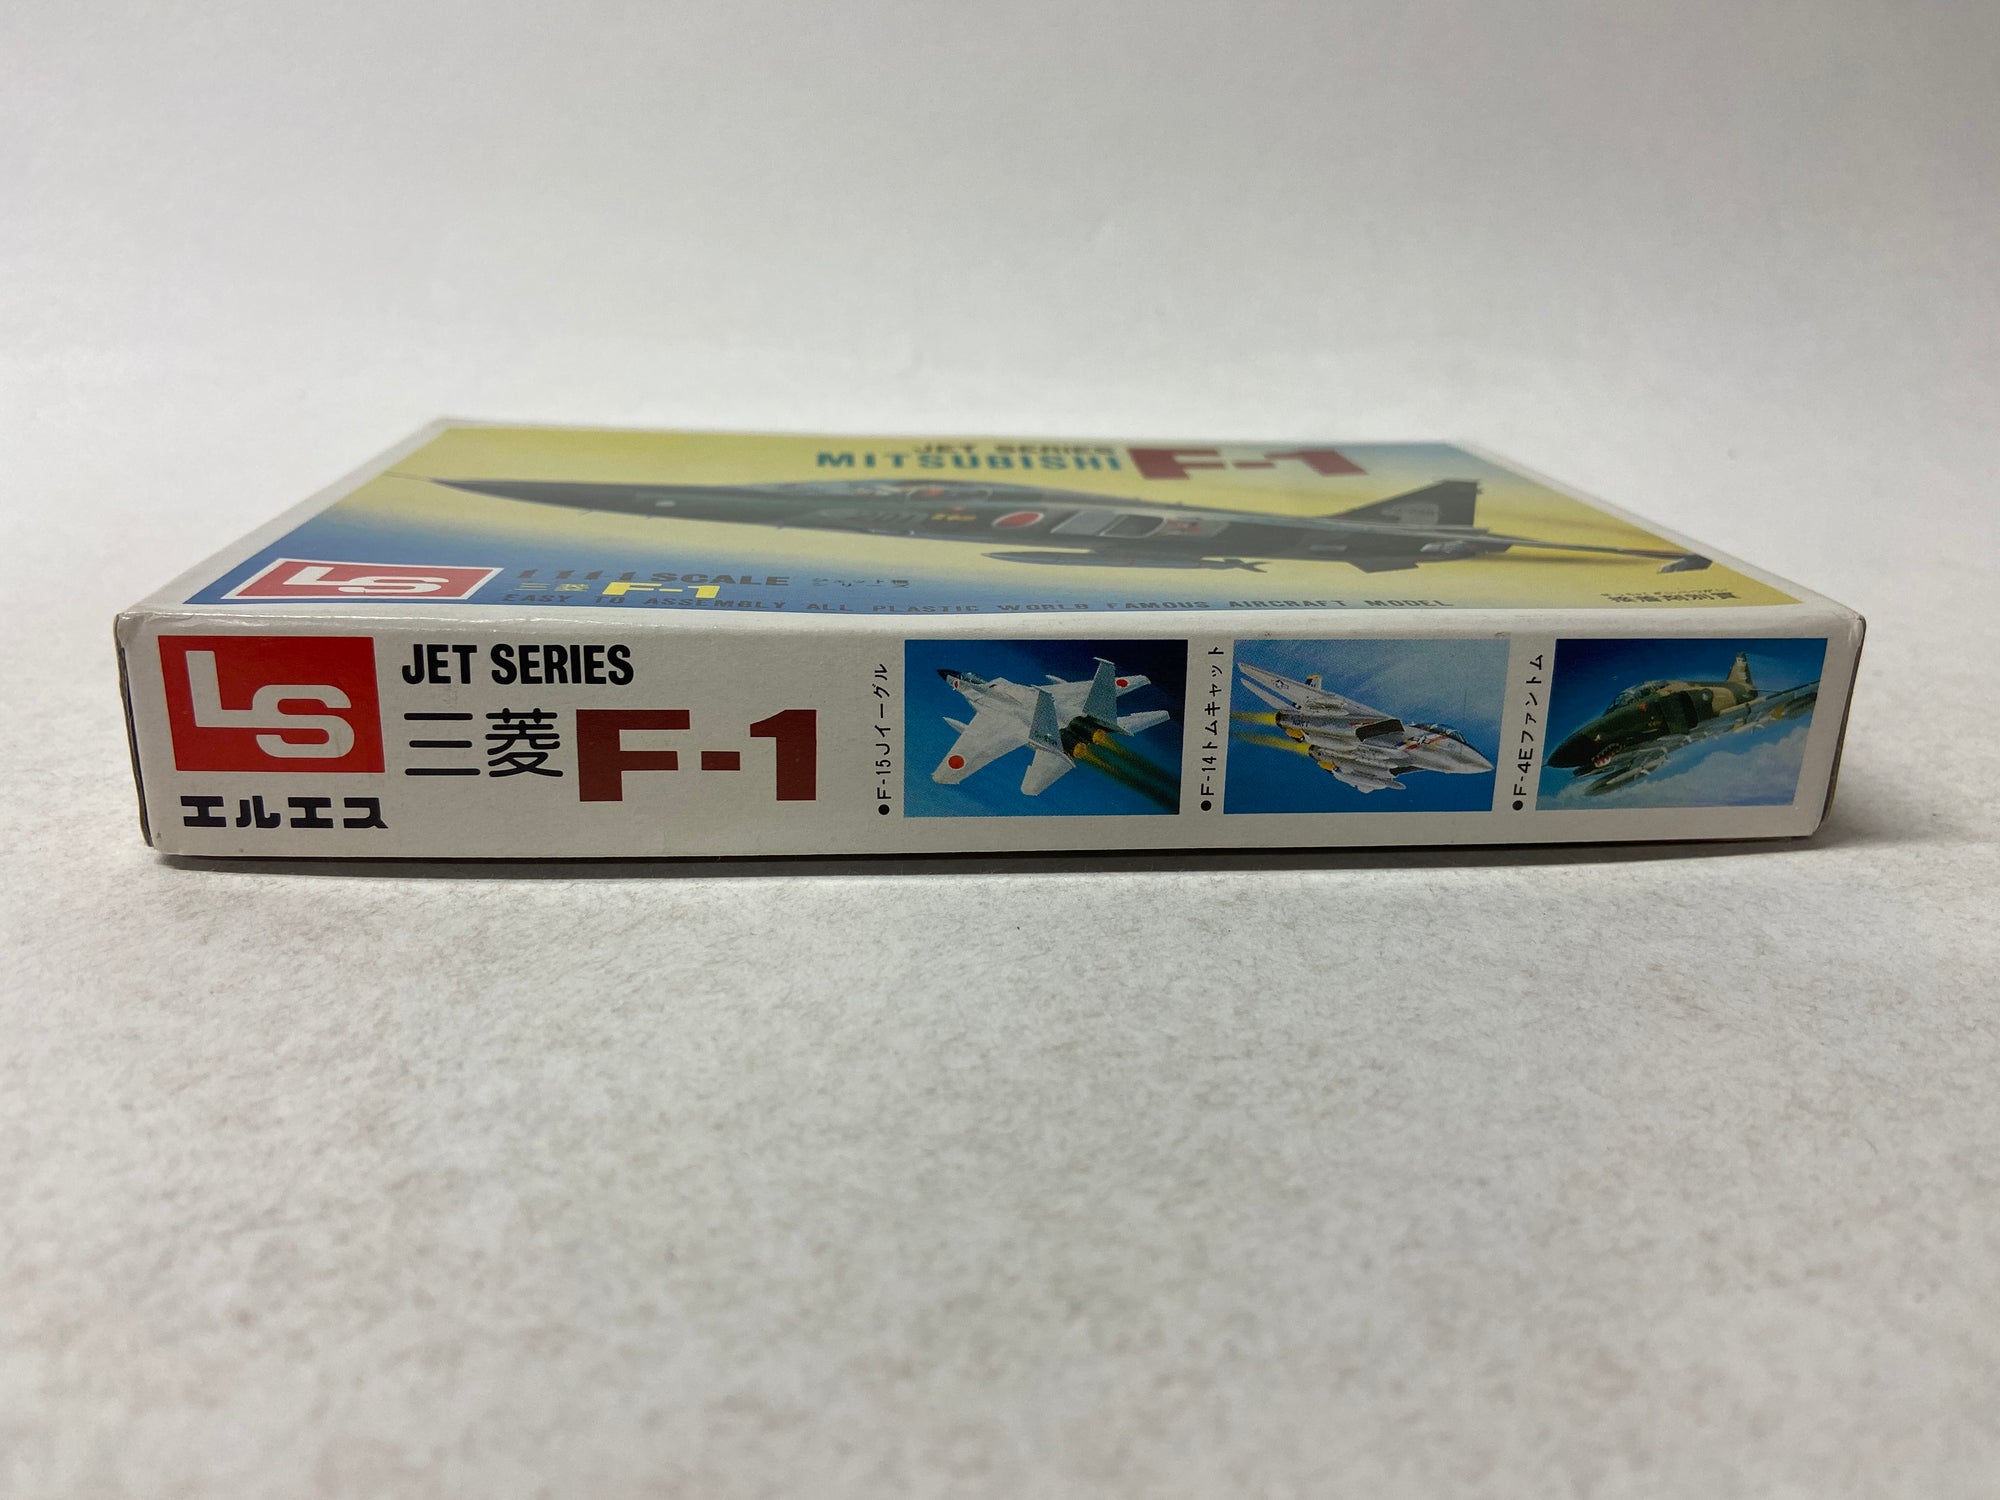 JET SERIES
MITSUBISHI F-1
LS
SCALE
三菱 F-1
EASY TO ASSEMBLY ALL PLASTIC WORLD FAMOUS AIRCRAFT MODEL
LS
エルエス
JET SERIES
三菱 F-1
●F-15Jイーグル
●F-14トムキャット
●F-4Eファントム